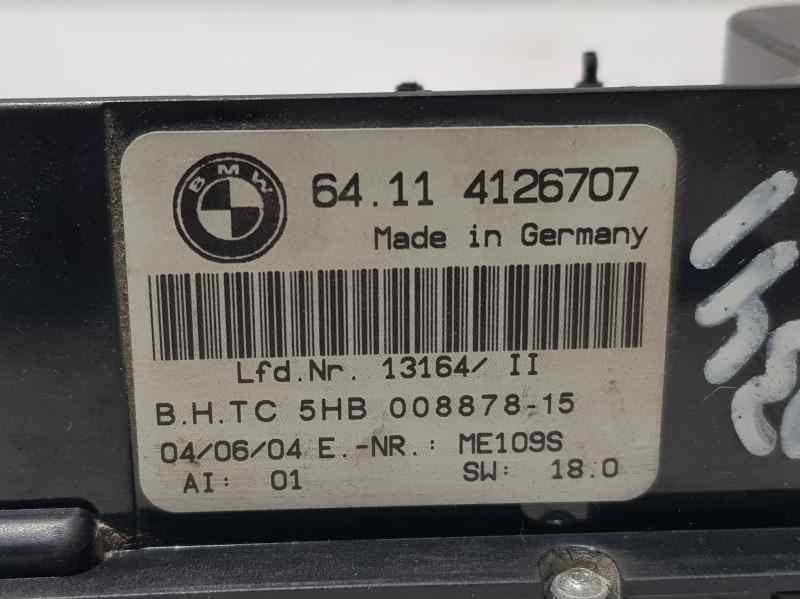 BMW
64.11 4126707
Made in Germany
Lfd.Nr. 13164/ II
B.H.TC 5HB 008878-15
04/06/04 E.-NR.: ME109S
AI: 01 SW: 18.0